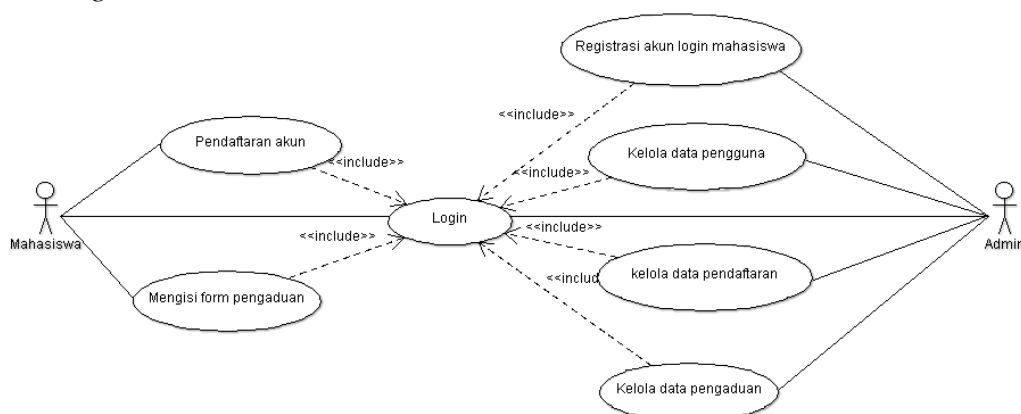 Registrasi akun login mahasiswa
<<include>>
Pendaftaran akun
<<include>>
Kelola data pengguna
<<include>>
Mahasiswa
Login
Admin
<<include>>
<<include>>
kelola data pendaftaran
<<includ
Mengisi form pengaduan
Kelola data pengaduan